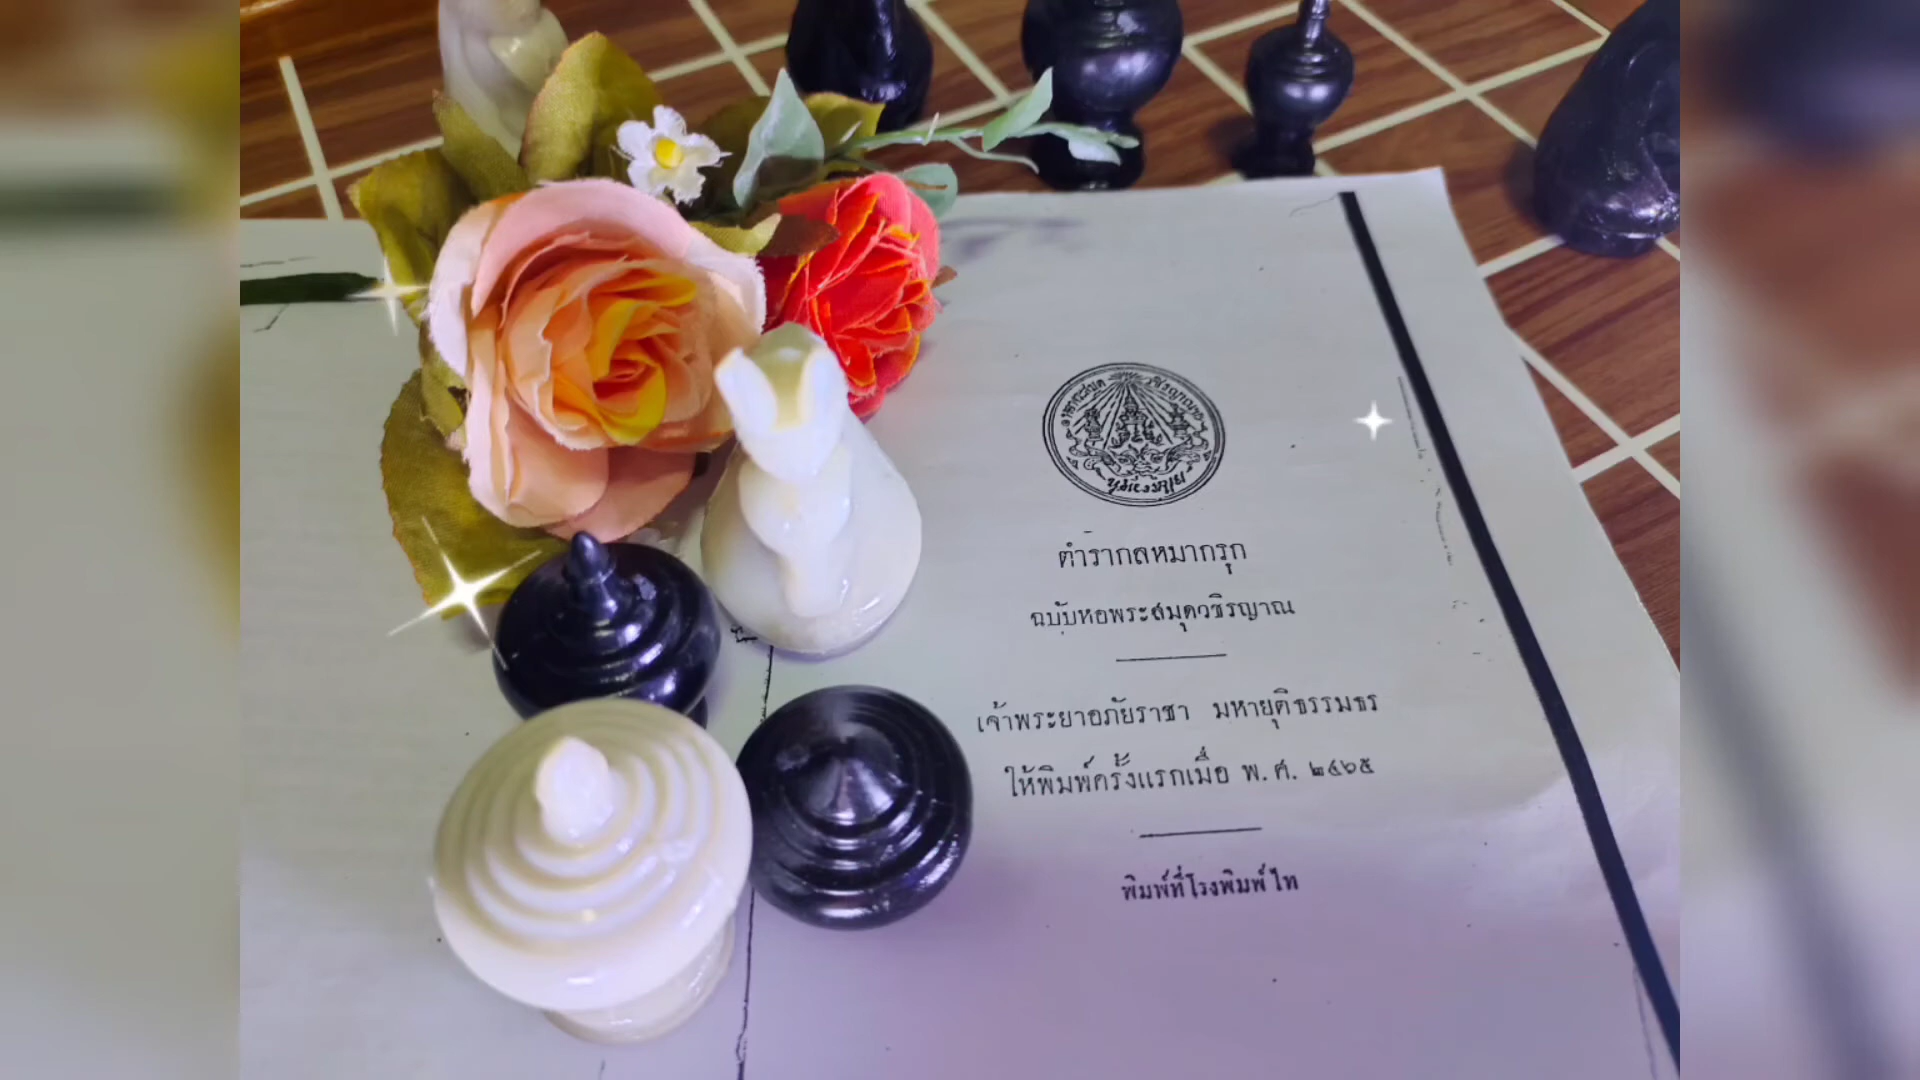 ตำรากลหมากรุก
ฉบับหอพระสมุดวชิรญาณ
เจ้าพระยาอภัยราชา มหายุติธรรมธร
ให้พิมพ์ครั้งแรกเมื่อ พ.ศ. ๒๔๖๕
พิมพ์ที่โรงพิมพ์ไท